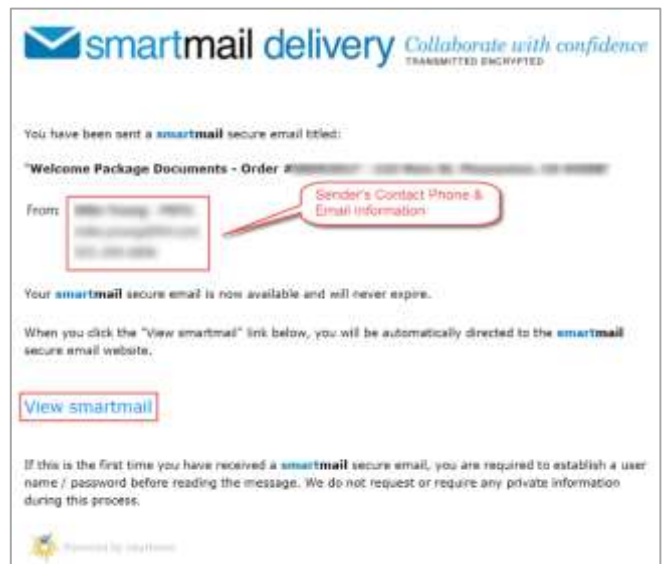 smartmail delivery Collaborate with confidence
TRANSMITTED ENCRYPTED
You have been sent a smartmail secure email titled:
"Welcome Package Documents - Order #
Sender's Contact Phone &
Email Information
From:
Your smartmail secure email is now available and will never expire.
When you click the "View smartmail" link below, you will be automatically directed to the smartmail
secure email website.
View smartmail
If this is the first time you have received a smartmail secure email, you are required to establish a user
name / password before reading the message. We do not request or require any private information
during this process.
Powered by